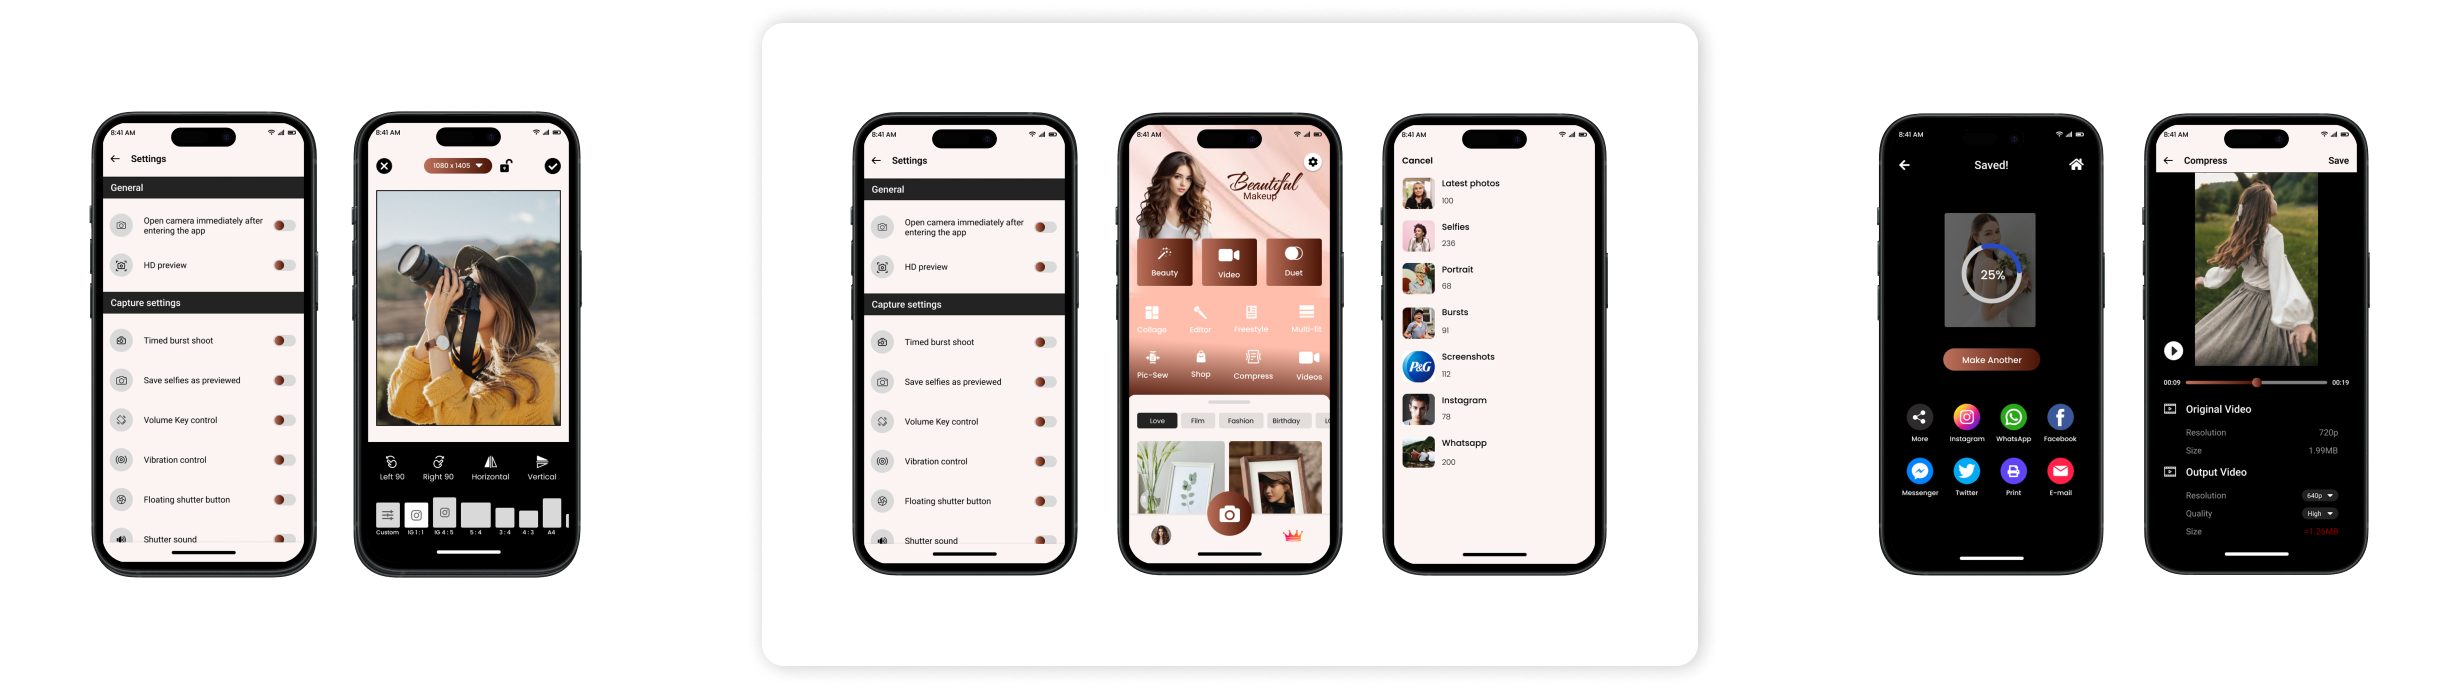 8:41 AM
Settings
General
Open camera immediately after
entering the app
HD preview
Capture settings
Timed burst shoot
Save selfies as previewed
Volume Key control
Vibration control
Floating shutter button
Shutter sound
8:41 AM
1080 x 1405
Left 90
Right 90
Horizontal
Vertical
Custom
IG 1 : 1
IG 4 : 5
5 : 4
3 : 4
4 : 3
A4
8:41 AM
Settings
General
Open camera immediately after
entering the app
HD preview
Capture settings
Timed burst shoot
Save selfies as previewed
Volume Key control
Vibration control
Floating shutter button
Shutter sound
8:41 AM
Beautiful
Makeup
Beauty
Video
Duet
Collage
Editor
Freestyle
Multi-fit
Pic-Sew
Shop
Compress
Videos
Love
Film
Fashion
Birthday
8:41 AM
Cancel
Latest photos
100
Selfies
236
Portrait
68
Bursts
91
P&G
Screenshots
112
Instagram
78
Whatsapp
200
8:41 AM
Saved!
25%
Make Another
More
Instagram
WhatsApp
Facebook
Messenger
Twitter
Print
E-mail
8:41 AM
Compress
Save
00:09
00:19
Original Video
Resolution
720p
Size
1.99MB
Output Video
Resolution
640p
Quality
High
Size
≈1.26MB